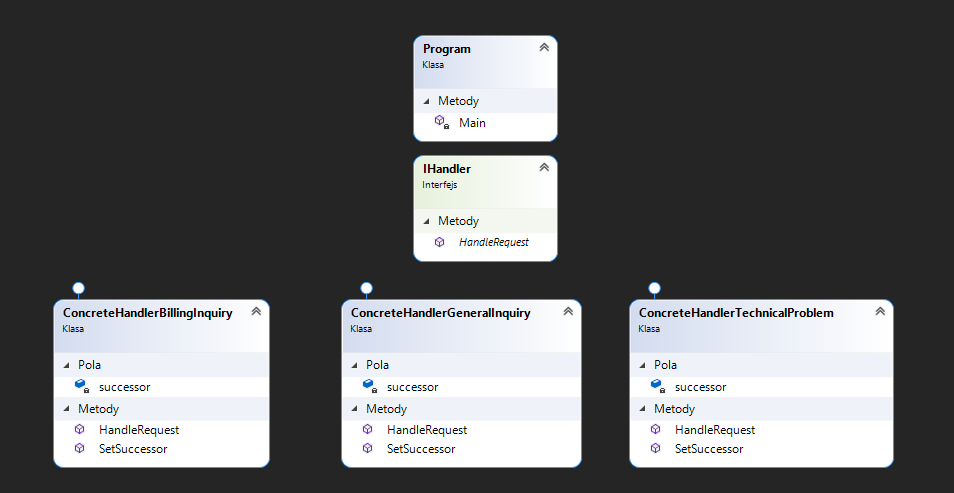 Program
Klasa
Metody
Main
IHandler
Interfejs
Metody
HandleRequest
ConcreteHandlerBillingInquiry
Klasa
Pola
successor
Metody
HandleRequest
SetSuccessor
ConcreteHandlerGeneralInquiry
Klasa
Pola
successor
Metody
HandleRequest
SetSuccessor
ConcreteHandlerTechnicalProblem
Klasa
Pola
successor
Metody
HandleRequest
SetSuccessor